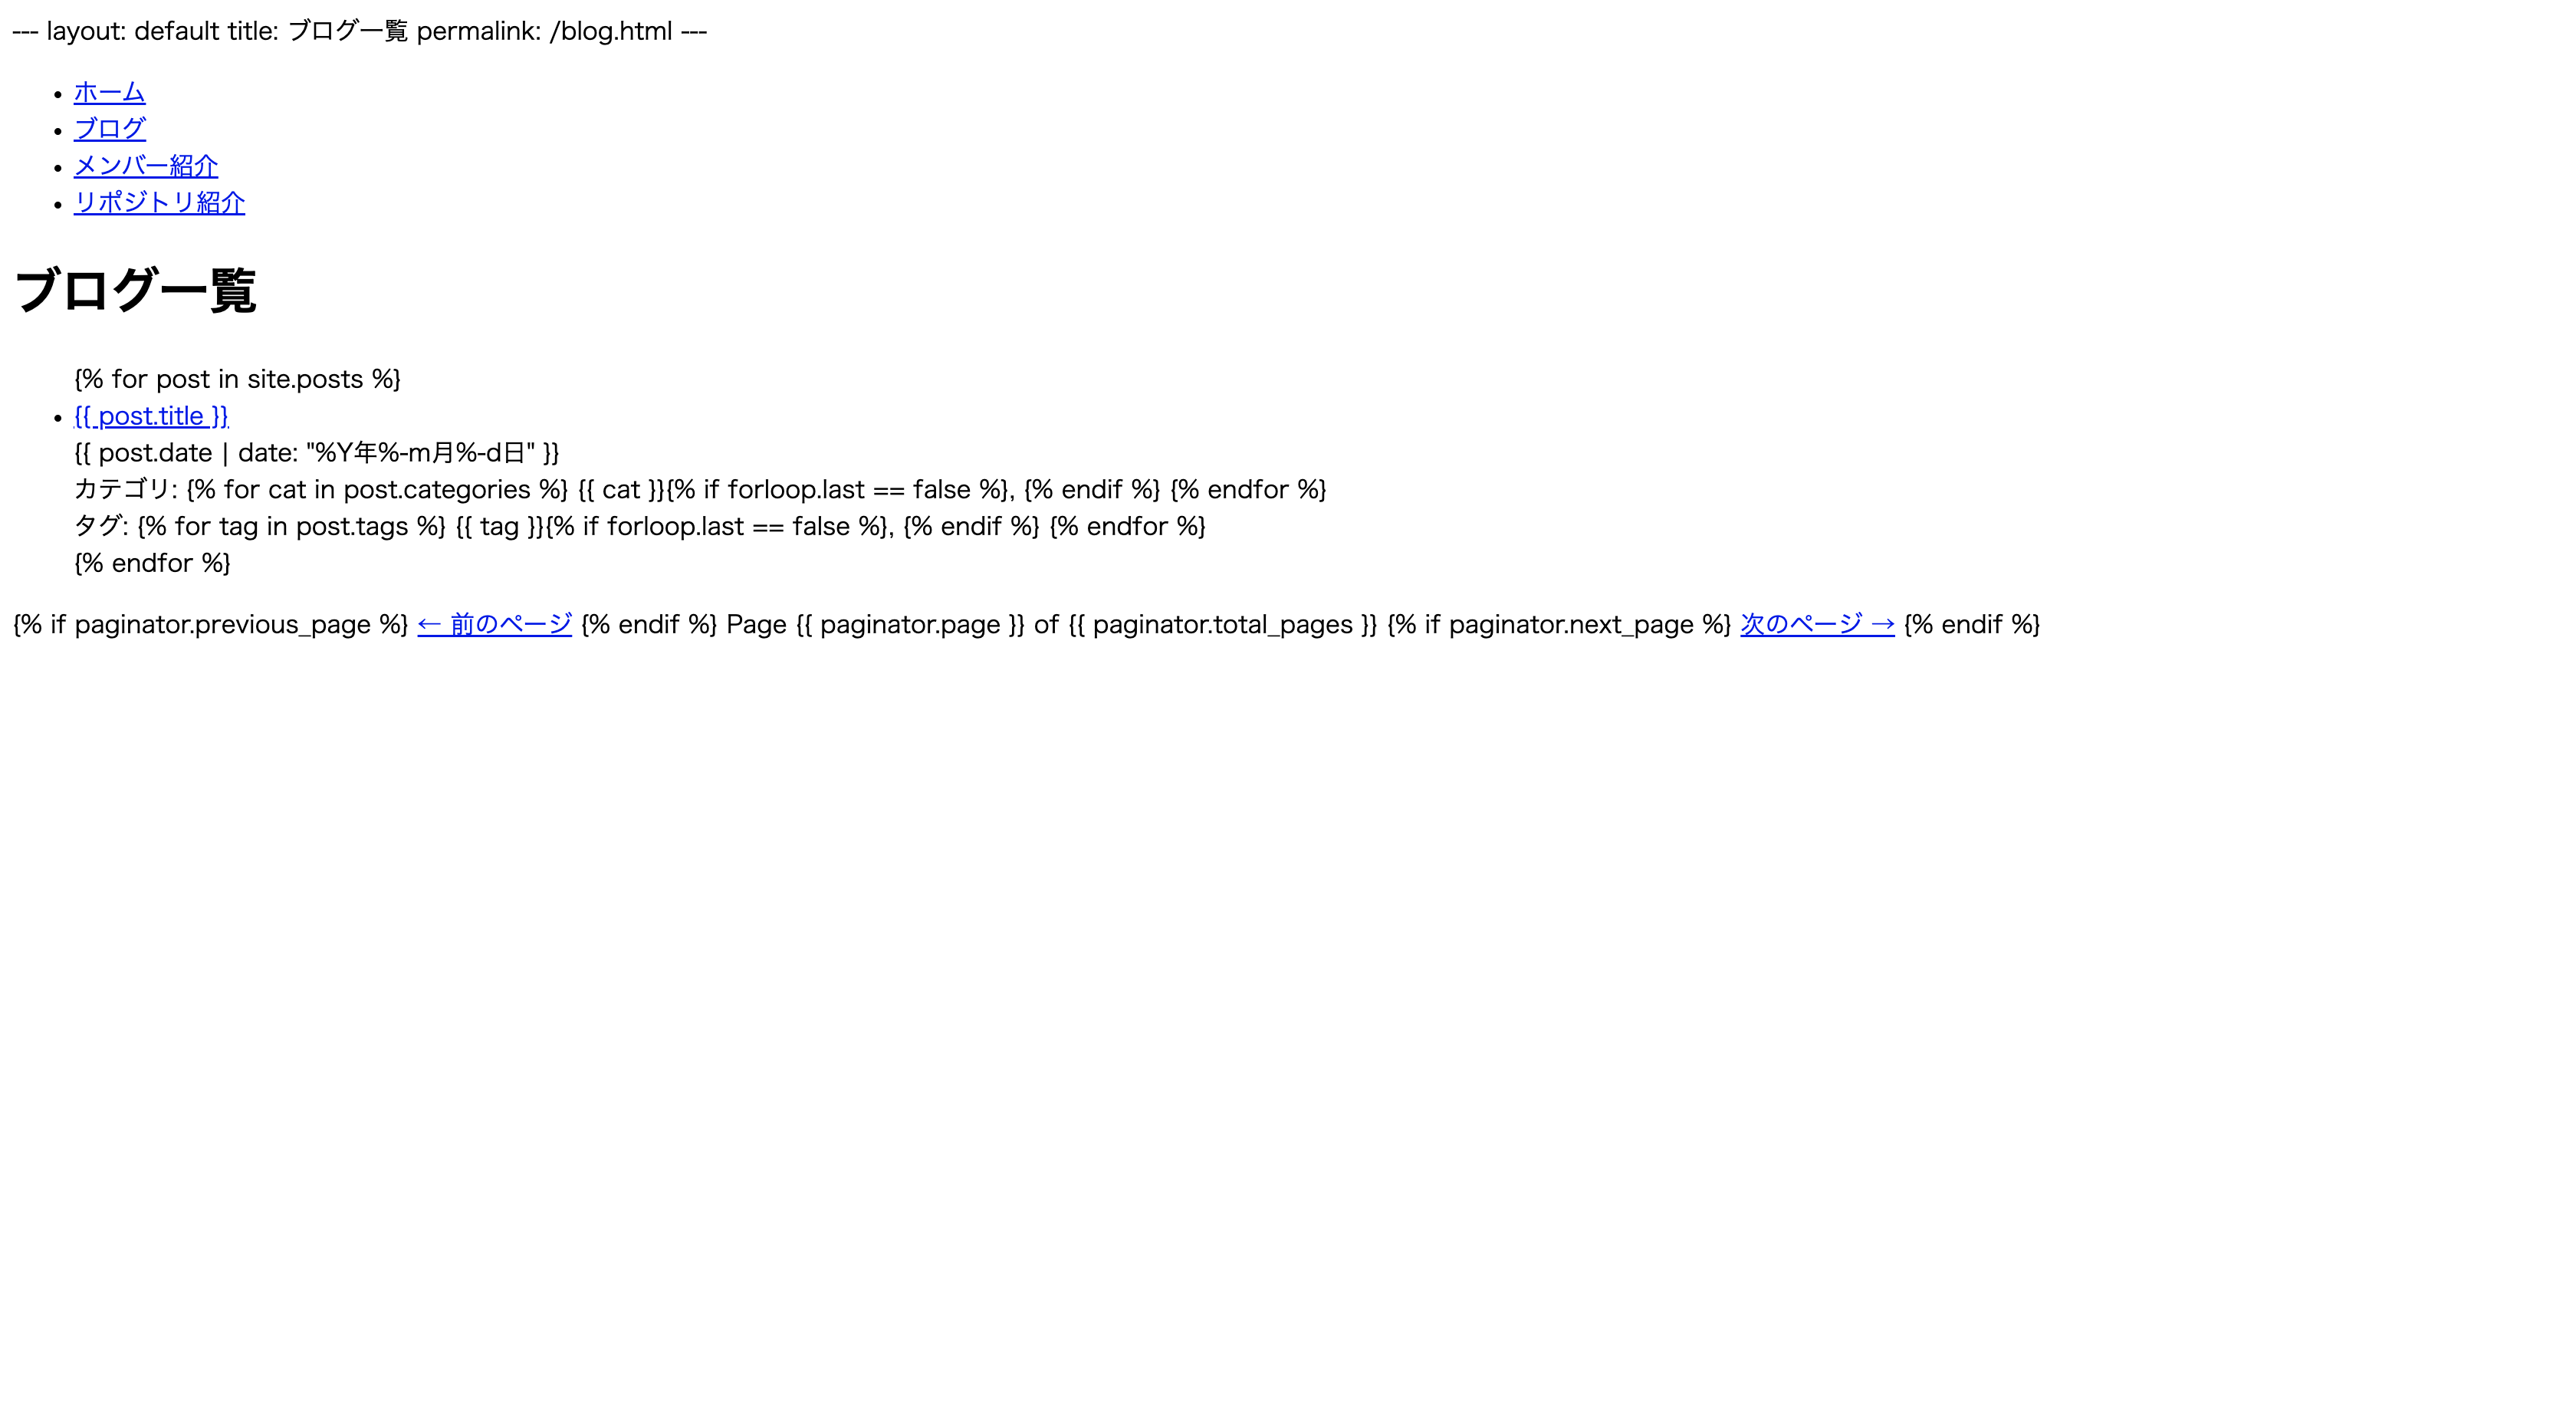 --- layout: default title: ブログ一覧 permalink: /blog.html ---
ホーム
ブログ
メンバー紹介
リポジトリ紹介
ブログ一覧
{% for post in site.posts %}
{{ post.title }}
{{ post.date | date: "%Y年%-m月%-d日" }}
カテゴリ: {% for cat in post.categories %} {{ cat }}{% if forloop.last == false %}, {% endif %} {% endfor %}
タグ: {% for tag in post.tags %} {{ tag }}{% if forloop.last == false %}, {% endif %} {% endfor %}
{% endfor %}
{% if paginator.previous_page %} ← 前のページ {% endif %} Page {{ paginator.page }} of {{ paginator.total_pages }} {% if paginator.next_page %} 次のページ → {% endif %}